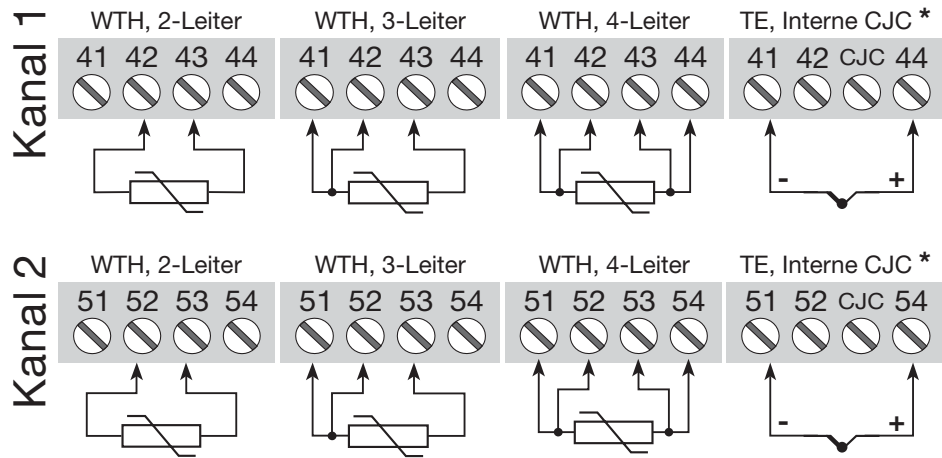 Kanal 1
WTH, 2-Leiter WTH, 3-Leiter WTH, 4-Leiter TE, Interne CJC *
41 42 43 44 41 42 43 44 41 42 43 44 41 42 CJC 44
- +
Kanal 2
WTH, 2-Leiter WTH, 3-Leiter WTH, 4-Leiter TE, Interne CJC *
51 52 53 54 51 52 53 54 51 52 53 54 51 52 CJC 54
- +